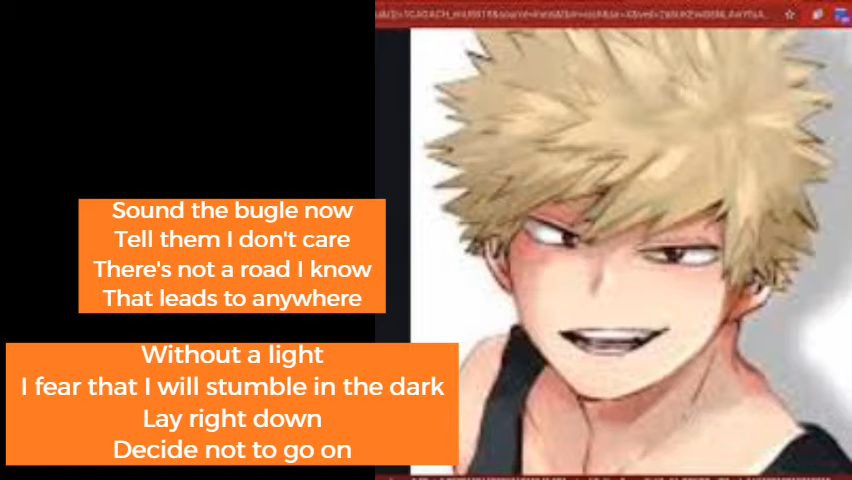 Sound the bugle now
Tell them I don't care
There's not a road I know
That leads to anywhere
Without a light
I fear that I will stumble in the dark
Lay right down
Decide not to go on